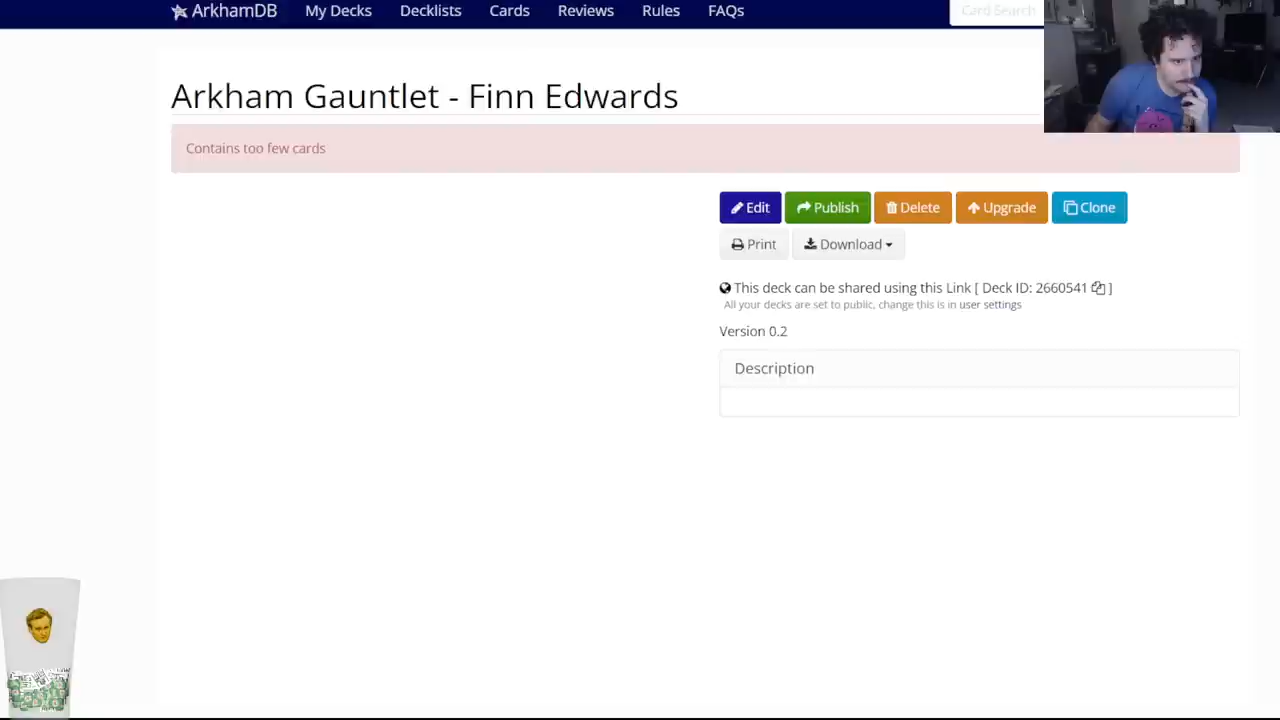 ArkhamDB My Decks Decklists Cards Reviews Rules FAQs Card Search
Arkham Gauntlet - Finn Edwards
Contains too few cards
Edit Publish Delete Upgrade Clone
Print Download
This deck can be shared using this Link [ Deck ID: 2660541 ]
All your decks are set to public, change this is in user settings
Version 0.2
Description